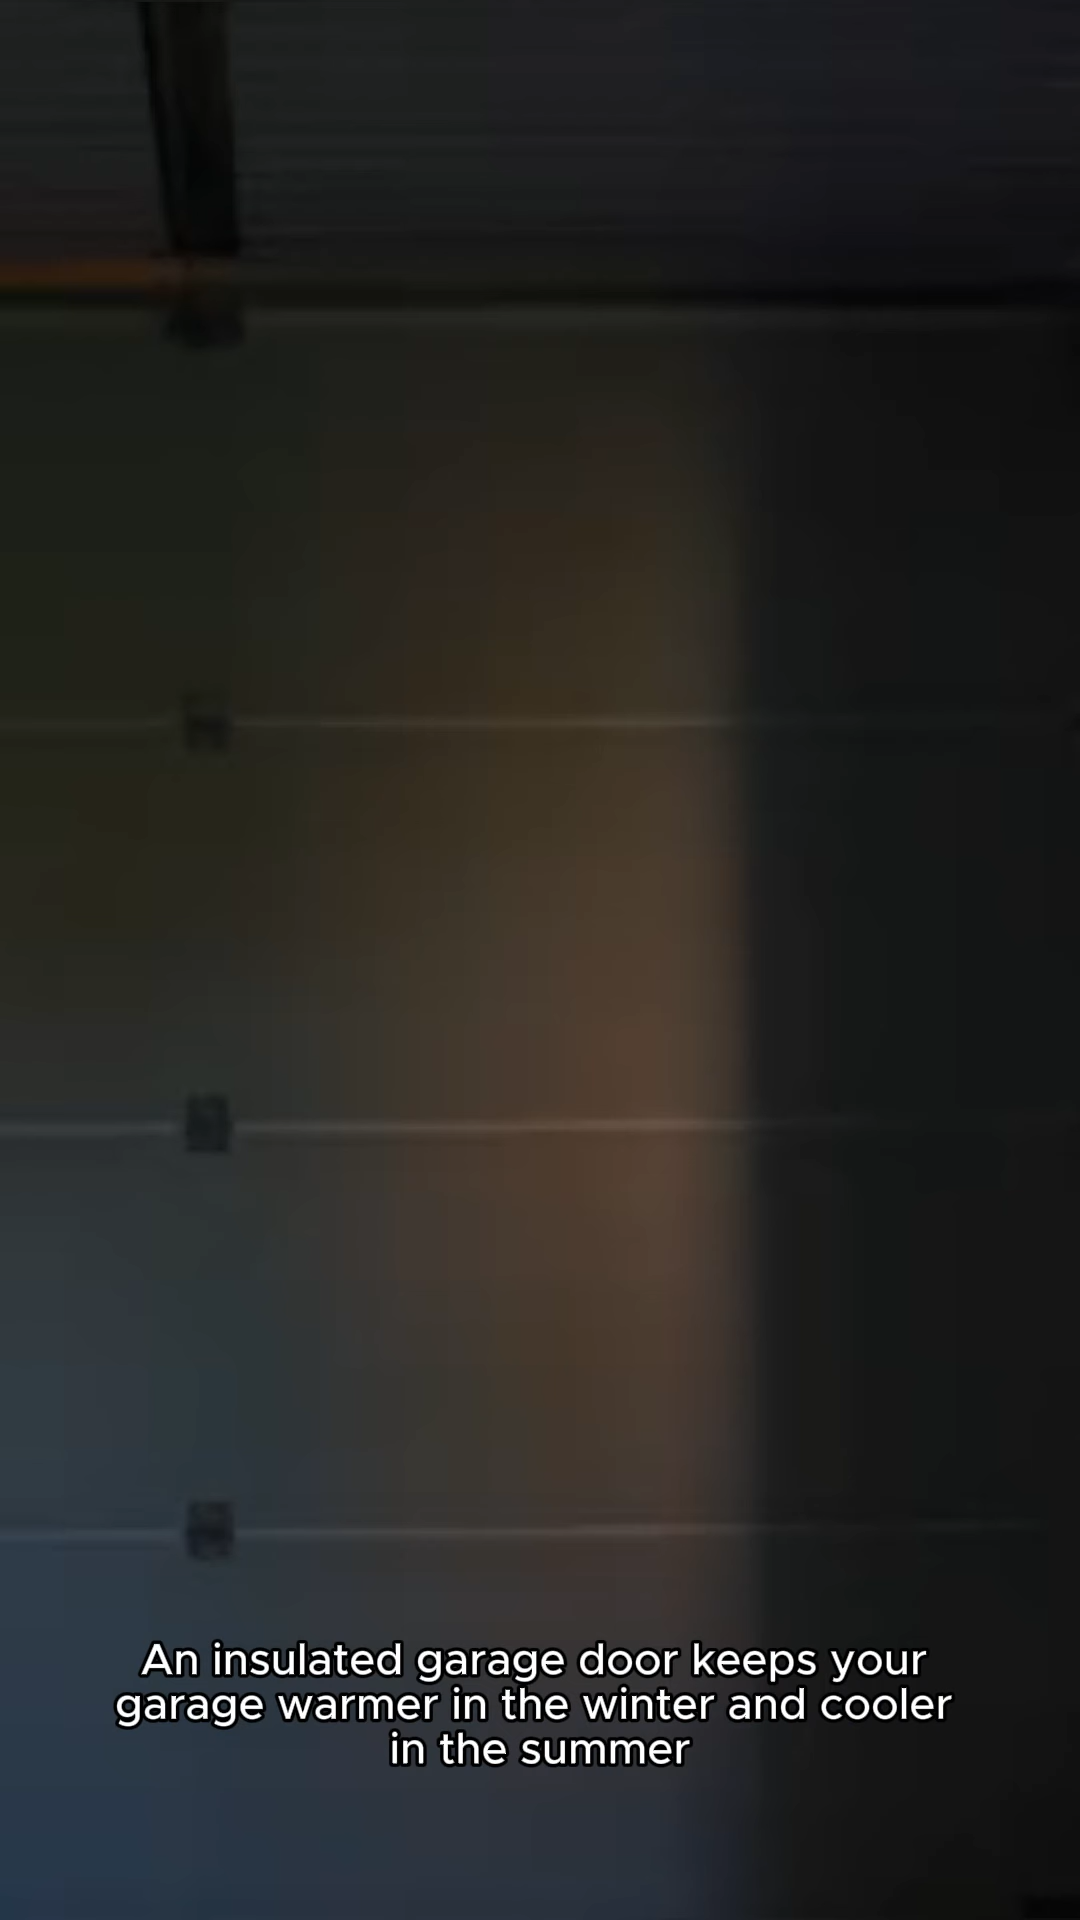 An insulated garage door keeps your
garage warmer in the winter and cooler
in the summer